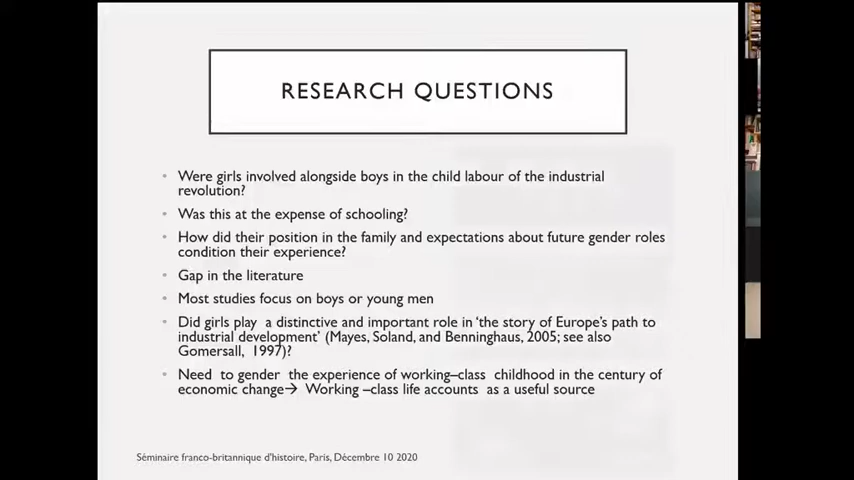 RESEARCH QUESTIONS
• Were girls involved alongside boys in the child labour of the industrial
revolution?
• Was this at the expense of schooling?
• How did their position in the family and expectations about future gender roles
condition their experience?
• Gap in the literature
• Most studies focus on boys or young men
• Did girls play a distinctive and important role in ‘the story of Europe’s path to
industrial development’ (Mayes, Soland, and Benninghaus, 2005; see also
Gomersall, 1997)?
• Need to gender the experience of working–class childhood in the century of
economic change→ Working –class life accounts as a useful source
Séminaire franco-britannique d'histoire, Paris, Décembre 10 2020